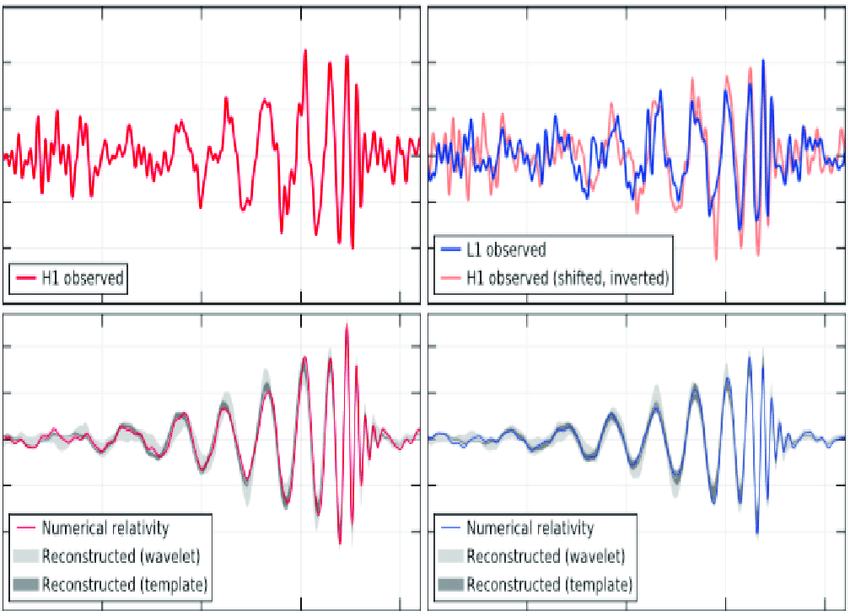 H1 observed
L1 observed
H1 observed (shifted, inverted)
Numerical relativity
Reconstructed (wavelet)
Reconstructed (template)
Numerical relativity
Reconstructed (wavelet)
Reconstructed (template)